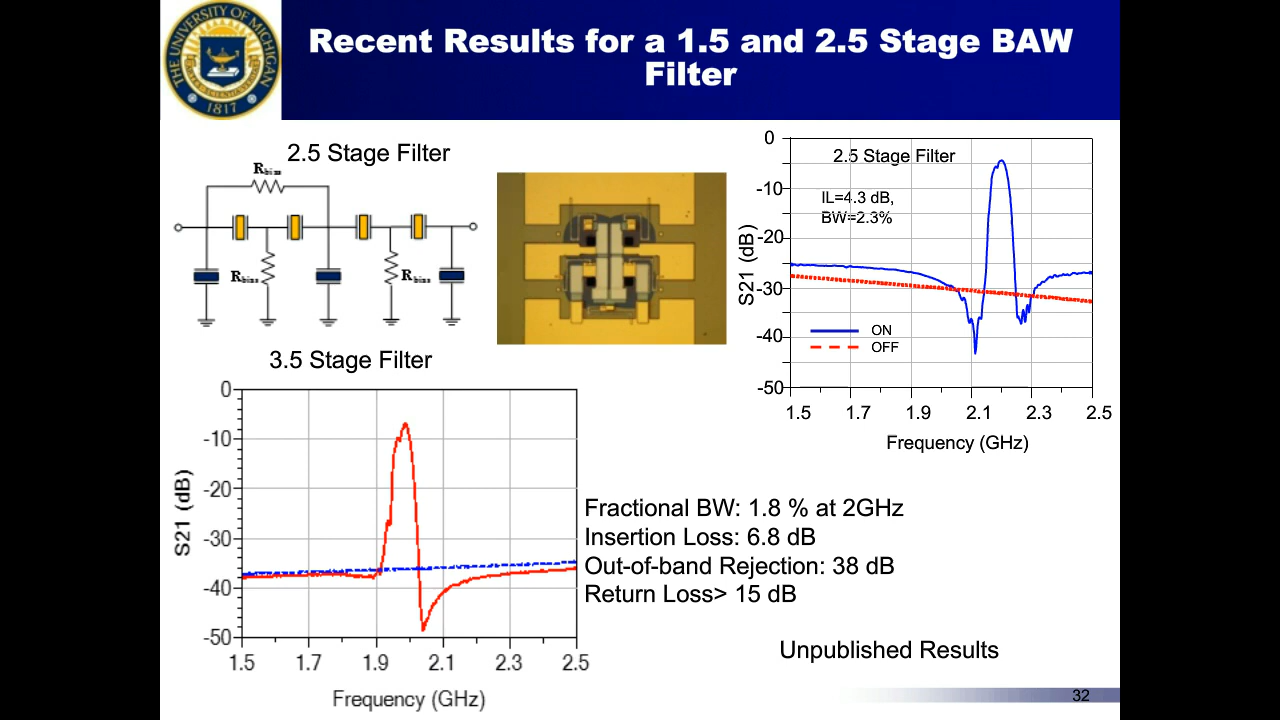 THE UNIVERSITY OF MICHIGAN
1817
Recent Results for a 1.5 and 2.5 Stage BAW
Filter
2.5 Stage Filter
Rbias
Rbias
Rbias
0
-10
-20
-30
-40
-50
S21 (dB)
2.5 Stage Filter
IL=4.3 dB,
BW=2.3%
ON
OFF
1.5 1.7 1.9 2.1 2.3 2.5
Frequency (GHz)
3.5 Stage Filter
0
-10
-20
-30
-40
-50
S21 (dB)
1.5 1.7 1.9 2.1 2.3 2.5
Frequency (GHz)
Fractional BW: 1.8 % at 2GHz
Insertion Loss: 6.8 dB
Out-of-band Rejection: 38 dB
Return Loss> 15 dB
Unpublished Results
32